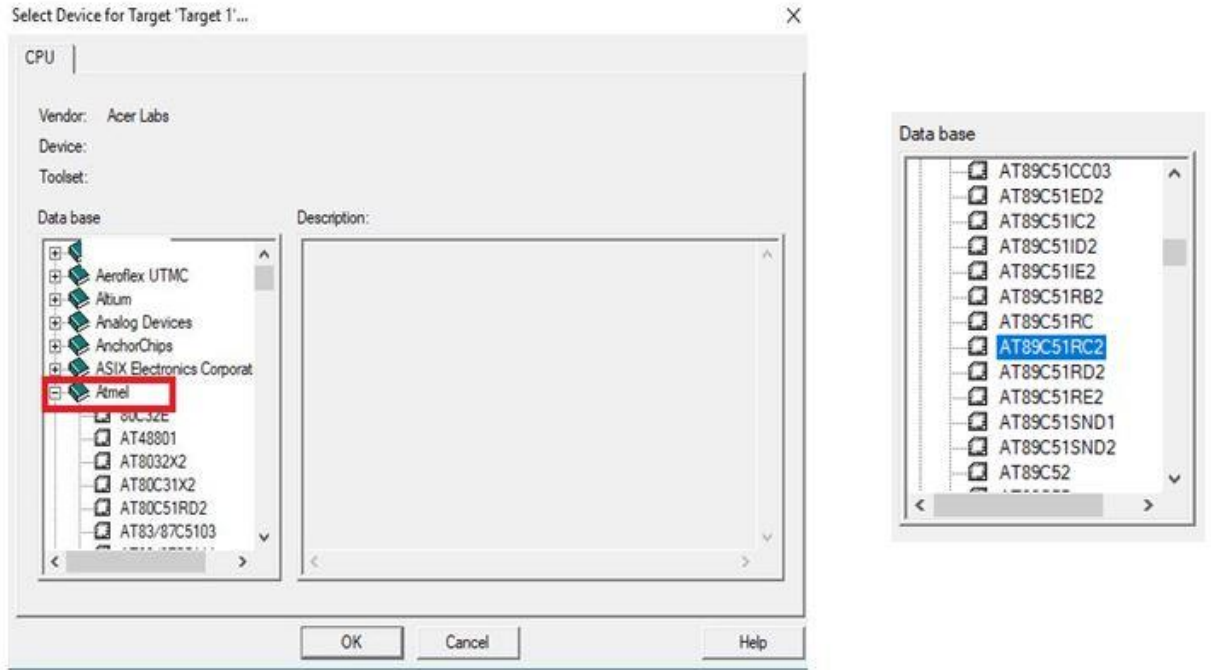 Select Device for Target 'Target 1'...
CPU
Vendor: Acer Labs
Device:
Toolset:
Data base
Description:
Aeroflex UTMC
Altium
Analog Devices
AnchorChips
ASIX Electronics Corporat
Atmel
80C32E
AT48801
AT8032X2
AT80C31X2
AT80C51RD2
AT83/87C5103
OK
Cancel
Help
Data base
AT89C51CC03
AT89C51ED2
AT89C51IC2
AT89C51ID2
AT89C51IE2
AT89C51RB2
AT89C51RC
AT89C51RC2
AT89C51RD2
AT89C51RE2
AT89C51SND1
AT89C51SND2
AT89C52